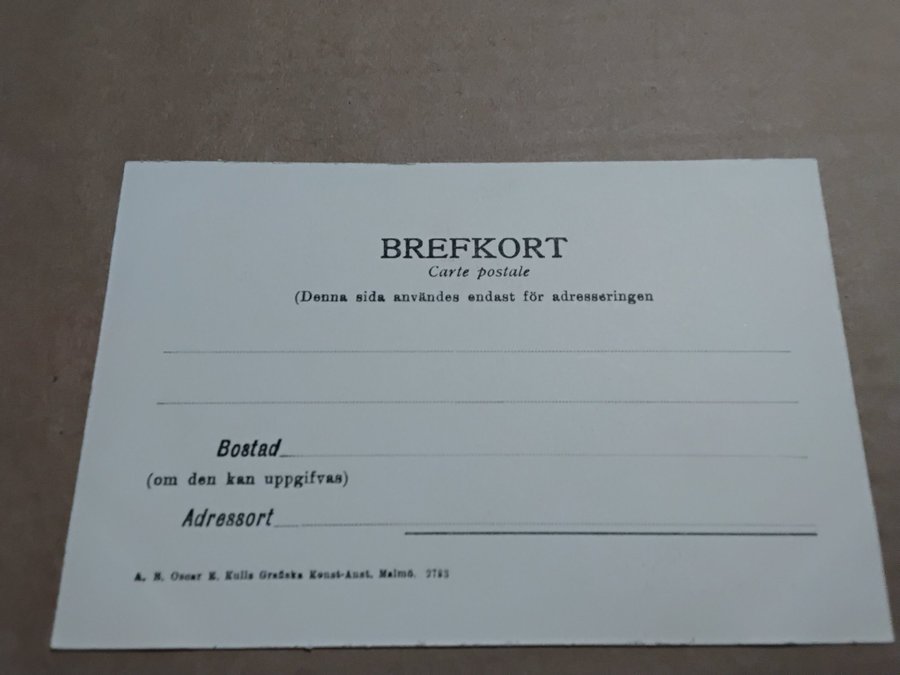 BREFKORT
Carte postale
(Denna sida användes endast för adresseringen
Bostad
(om den kan uppgifvas)
Adressort
A. B. Oscar E. Kulls Grafiska Konst-Anst. Malmö. 2783